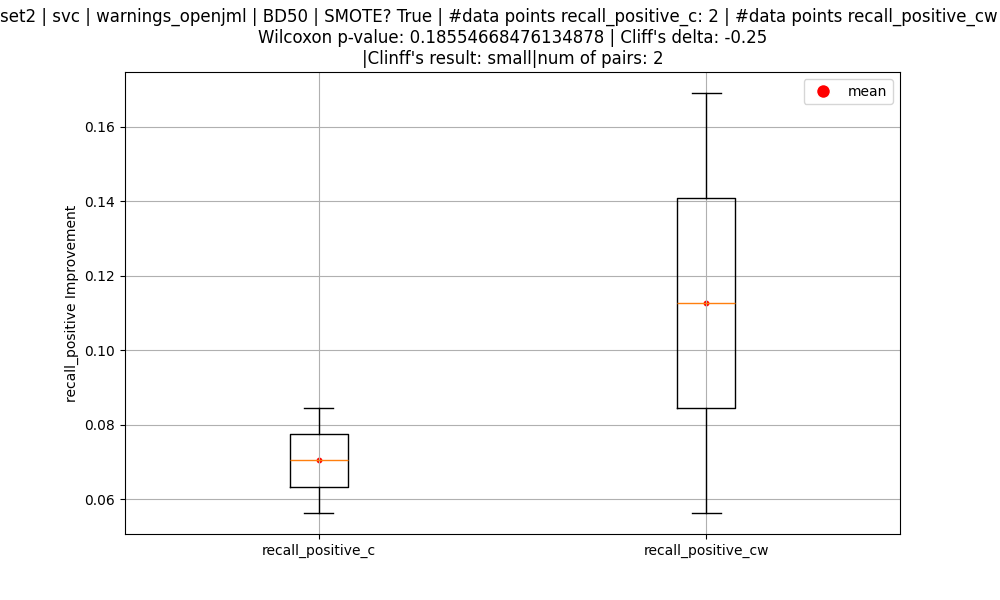 set2 | svc | warnings_openjml | BD50 | SMOTE? True | #data points recall_positive_c: 2 | #data points recall_positive_cw
Wilcoxon p-value: 0.18554668476134878 | Cliff's delta: -0.25
|Clinff's result: small|num of pairs: 2
mean
0.16
0.14
0.12
0.10
0.08
0.06
recall_positive Improvement
recall_positive_c
recall_positive_cw